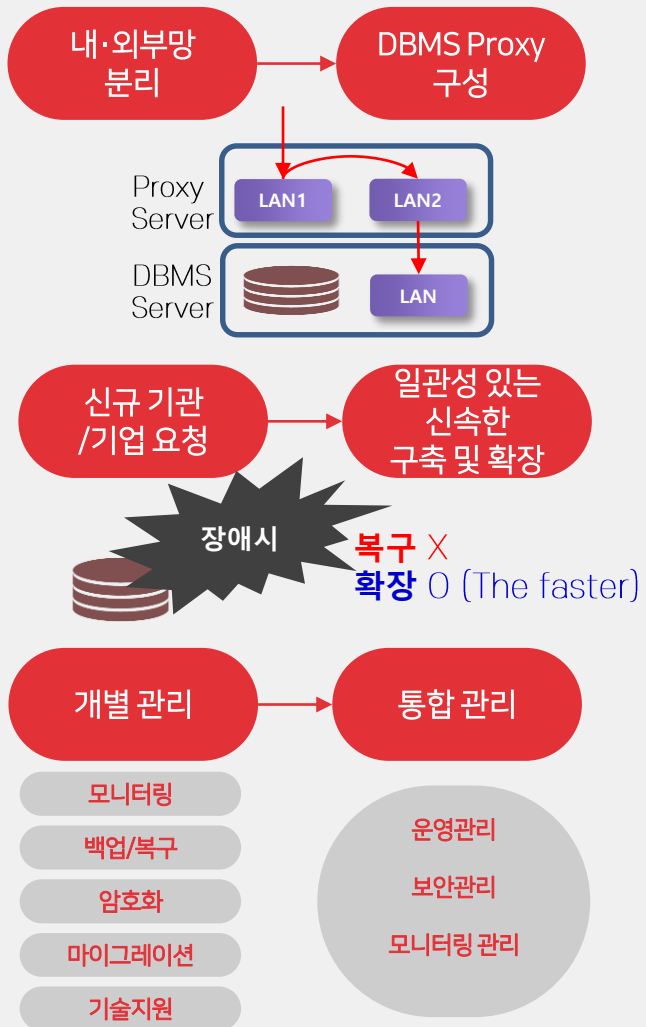 내·외부망
분리
DBMS Proxy
구성
Proxy
Server
LAN1
LAN2
DBMS
Server
LAN
신규 기관
/기업 요청
일관성 있는
신속한
구축 및 확장
장애시
복구 X
확장 O (The faster)
개별 관리
통합 관리
모니터링
백업/복구
암호화
마이그레이션
기술지원
운영관리
보안관리
모니터링 관리